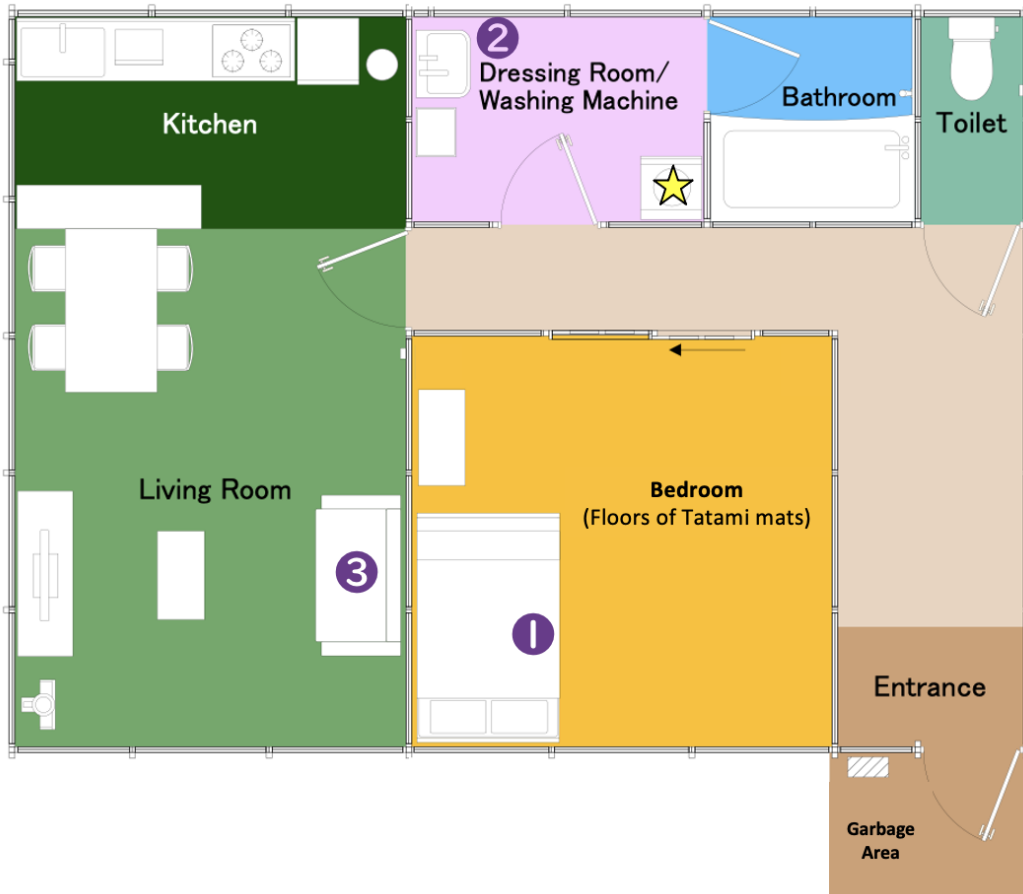 2
Dressing Room/
Washing Machine
Bathroom
Kitchen
Toilet
Living Room
Bedroom
(Floors of Tatami mats)
3
1
Entrance
Garbage
Area